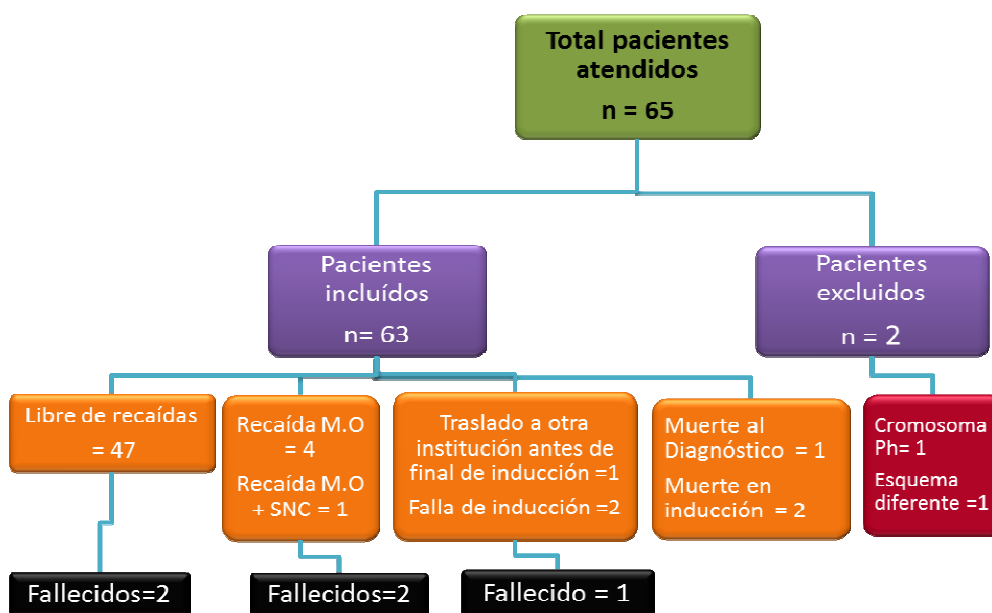 Total pacientes
atendidos
n = 65
Pacientes
incluídos
n= 63
Pacientes
excluidos
n = 2
Libre de recaídas
= 47
Recaída M.O
= 4
Recaída M.O
+ SNC = 1
Traslado a otra
institución antes de
final de inducción =1
Falla de inducción =2
Muerte al
Diagnóstico = 1
Muerte en
inducción = 2
Cromosoma
Ph= 1
Esquema
diferente =1
Fallecidos=2
Fallecidos=2
Fallecido = 1